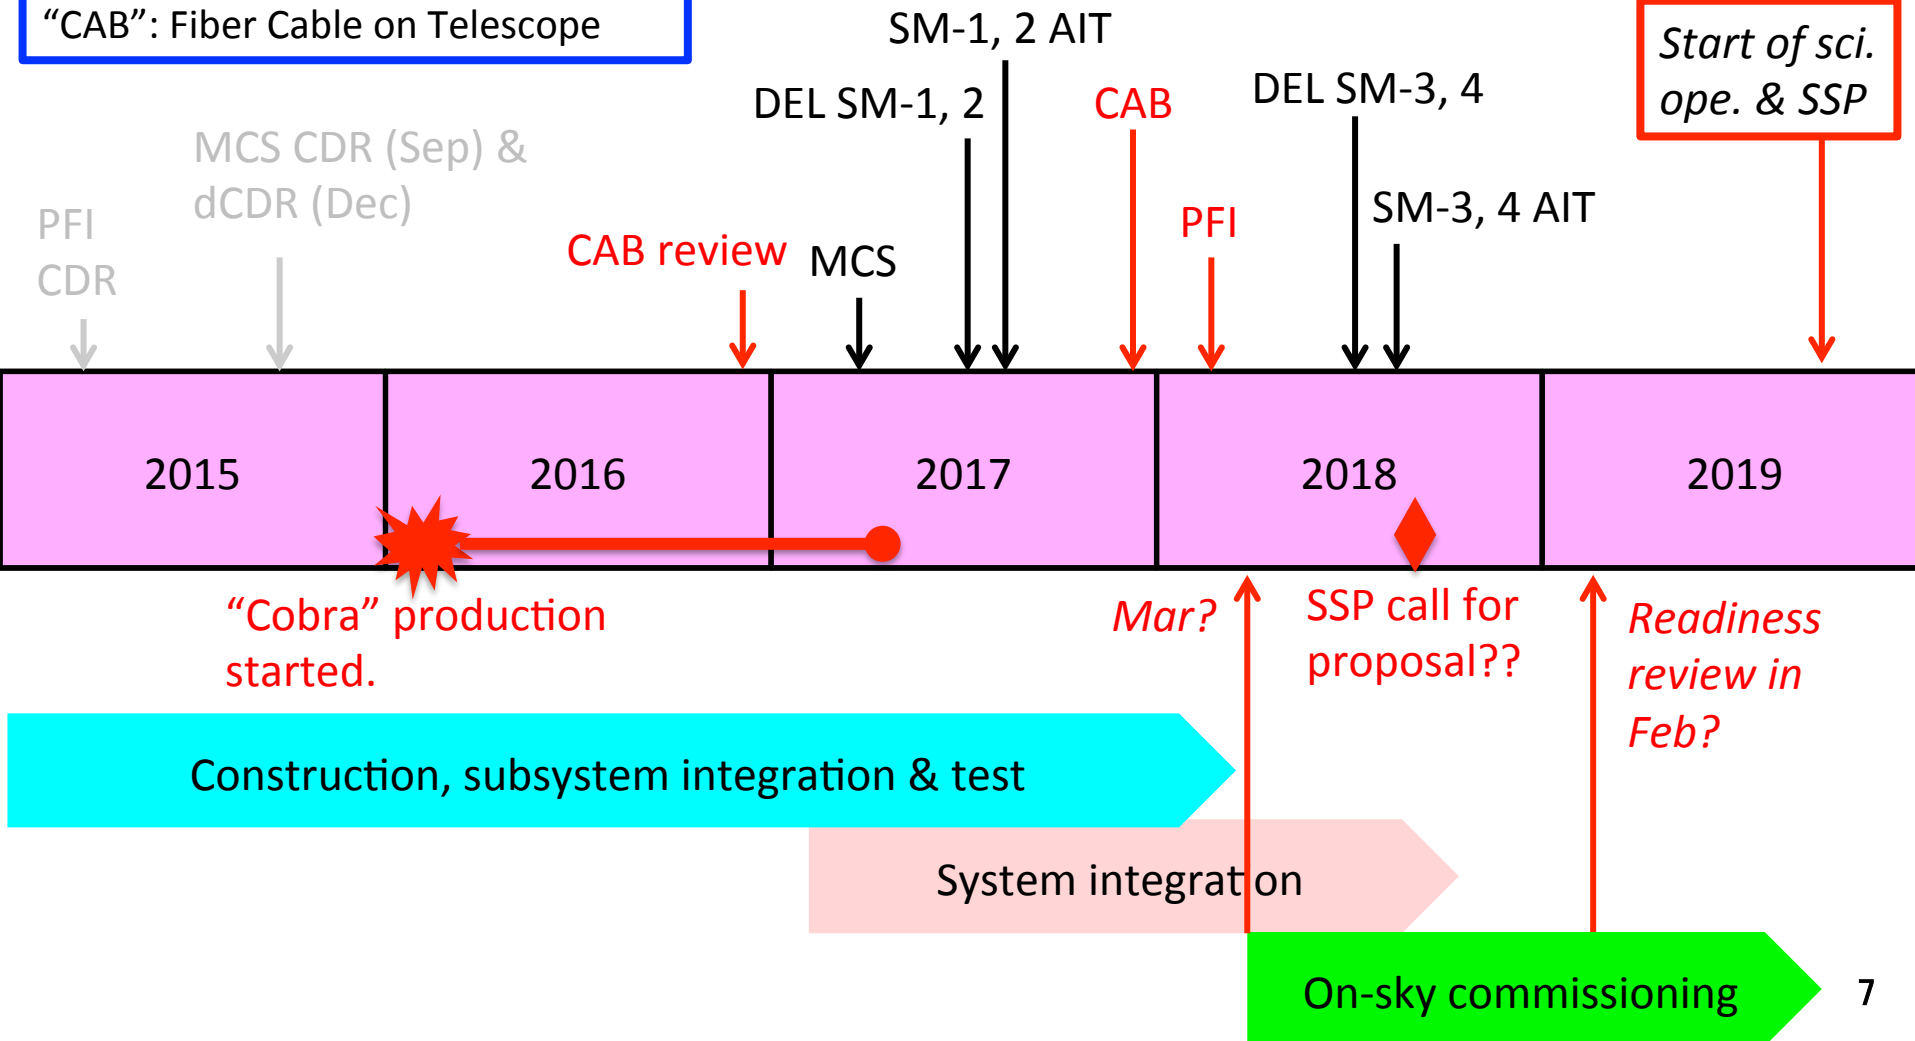 “CAB”: Fiber Cable on Telescope
SM-1, 2 AIT
Start of sci.
ope. & SSP
DEL SM-1, 2
CAB
DEL SM-3, 4
MCS CDR (Sep) &
dCDR (Dec)
PFI
CDR
SM-3, 4 AIT
PFI
CAB review
MCS
2015
2016
2017
2018
2019
“Cobra” production
started.
Mar?
SSP call for
proposal??
Readiness
review in
Feb?
Construction, subsystem integration & test
System integration
On-sky commissioning
7